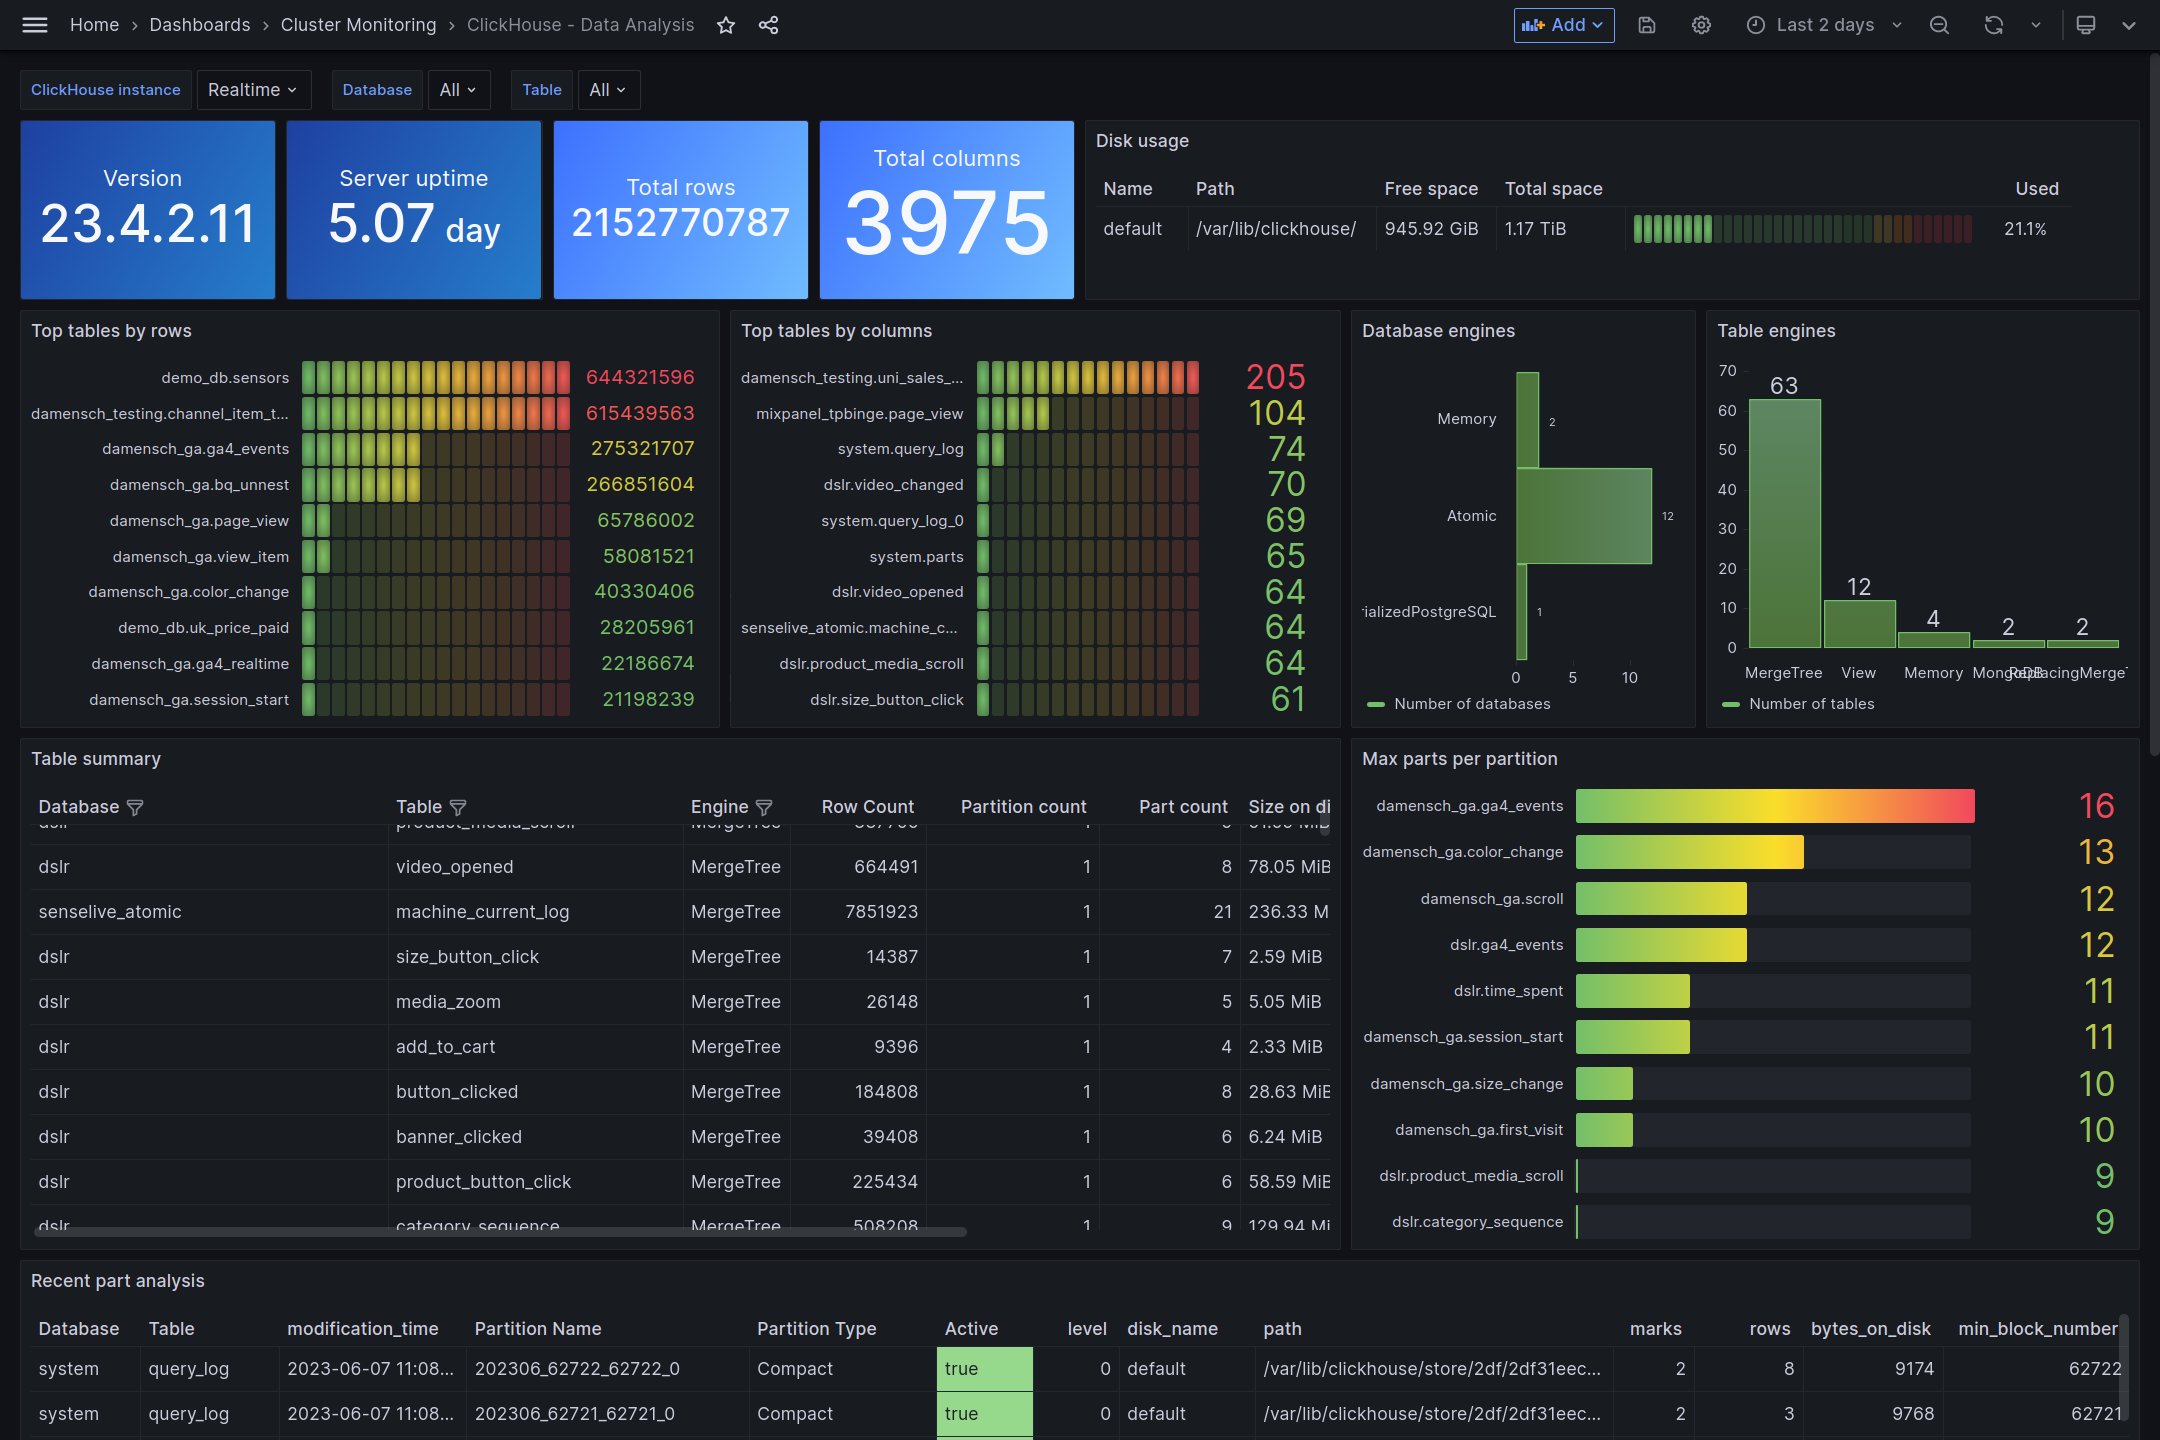 Home › Dashboards › Cluster Monitoring › ClickHouse - Data Analysis
Add
Last 2 days
ClickHouse instance Realtime Database All Table All
Version
23.4.2.11
Server uptime
5.07 day
Total rows
2152770787
Total columns
3975
Disk usage
Name Path Free space Total space Used
default /var/lib/clickhouse/ 945.92 GiB 1.17 TiB 21.1%
Top tables by rows
demo_db.sensors 644321596
damensch_testing.channel_item_t... 615439563
damensch_ga.ga4_events 275321707
damensch_ga.bq_unnest 266851604
damensch_ga.page_view 65786002
damensch_ga.view_item 58081521
damensch_ga.color_change 40330406
demo_db.uk_price_paid 28205961
damensch_ga.ga4_realtime 22186674
damensch_ga.session_start 21198239
Top tables by columns
damensch_testing.uni_sales_... 205
mixpanel_tpbinge.page_view 104
system.query_log 74
dslr.video_changed 70
system.query_log_0 69
system.parts 65
dslr.video_opened 64
senselive_atomic.machine_c... 64
dslr.product_media_scroll 64
dslr.size_button_click 61
Database engines
Memory 2
Atomic 12
ializedPostgreSQL 1
0 5 10
Number of databases
Table engines
70
60
50
40
30
20
10
0
63
12
4
2
2
MergeTree View Memory
Number of tables
Table summary
Database Table Engine Row Count Partition count Part count Size on di
dslr video_opened MergeTree 664491 1 8 78.05 MiB
senselive_atomic machine_current_log MergeTree 7851923 1 21 236.33 M
dslr size_button_click MergeTree 14387 1 7 2.59 MiB
dslr media_zoom MergeTree 26148 1 5 5.05 MiB
dslr add_to_cart MergeTree 9396 1 4 2.33 MiB
dslr button_clicked MergeTree 184808 1 8 28.63 MiB
dslr banner_clicked MergeTree 39408 1 6 6.24 MiB
dslr product_button_click MergeTree 225434 1 6 58.59 MiB
dslr category_sequence MergeTree 508208 1 9 129.94 Mi
Max parts per partition
damensch_ga.ga4_events 16
damensch_ga.color_change 13
damensch_ga.scroll 12
dslr.ga4_events 12
dslr.time_spent 11
damensch_ga.session_start 11
damensch_ga.size_change 10
damensch_ga.first_visit 10
dslr.product_media_scroll 9
dslr.category_sequence 9
Recent part analysis
Database Table modification_time Partition Name Partition Type Active level disk_name path marks rows bytes_on_disk min_block_number
system query_log 2023-06-07 11:08... 202306_62722_62722_0 Compact true 0 default /var/lib/clickhouse/store/2df/2df31eec... 2 8 9174 62722
system query_log 2023-06-07 11:08... 202306_62721_62721_0 Compact true 0 default /var/lib/clickhouse/store/2df/2df31eec... 2 3 9768 62721